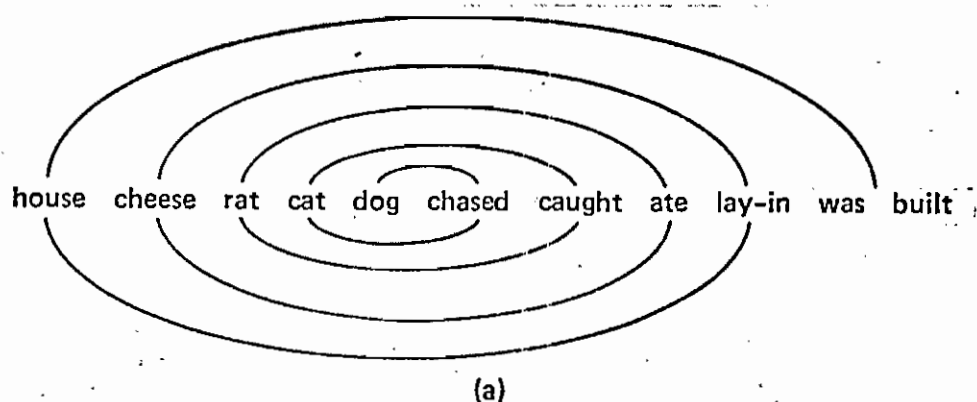 house cheese rat cat dog chased caught ate lay-in was built
(a)